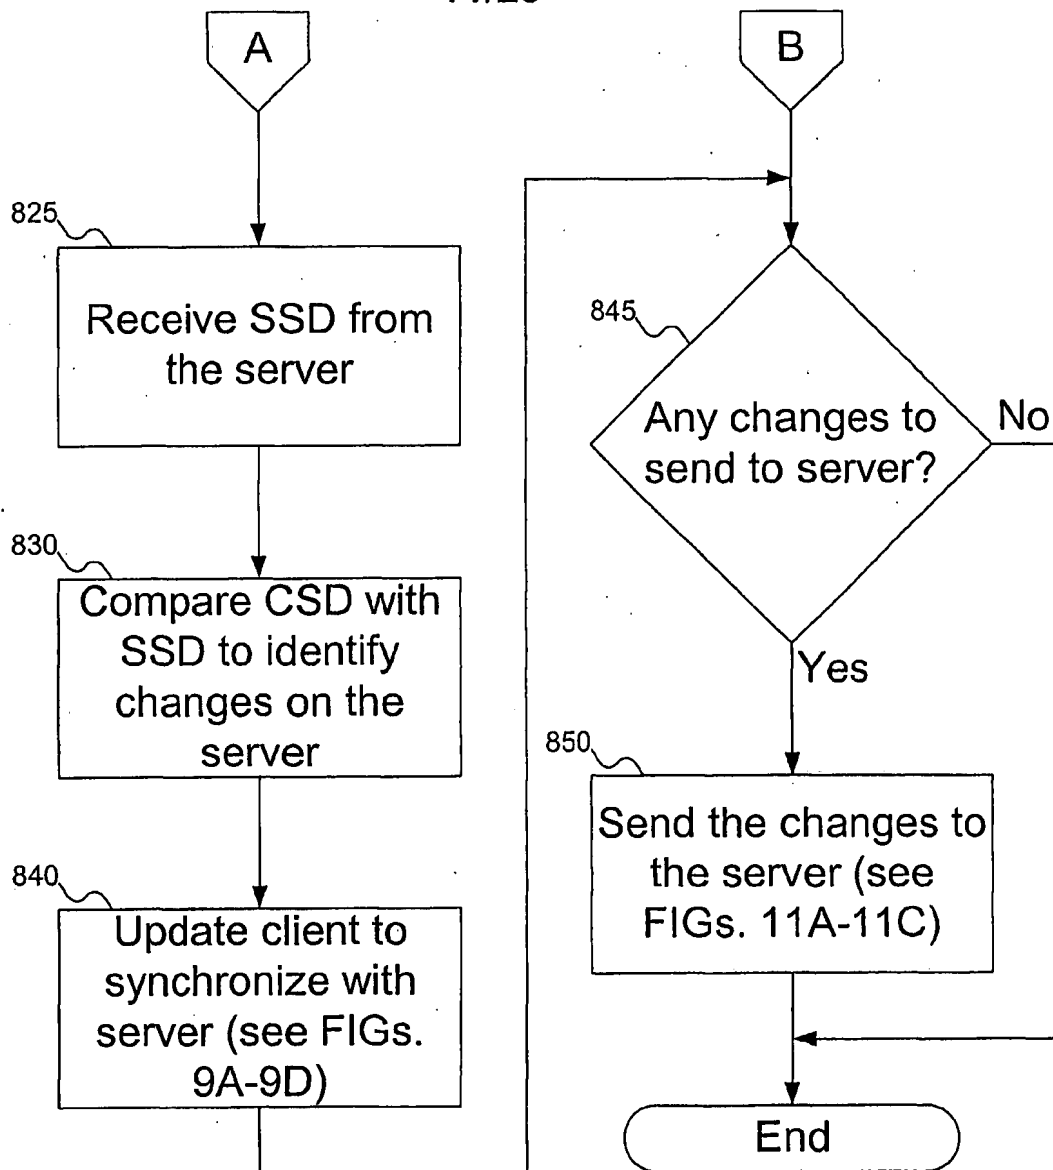 A
825
Receive SSD from
the server
830
Compare CSD with
SSD to identify
changes on the
server
840
Update client to
synchronize with
server (see FIGs.
9A-9D)
B
845
Any changes to
send to server?
No
Yes
850
Send the changes to
the server (see
FIGs. 11A-11C)
End